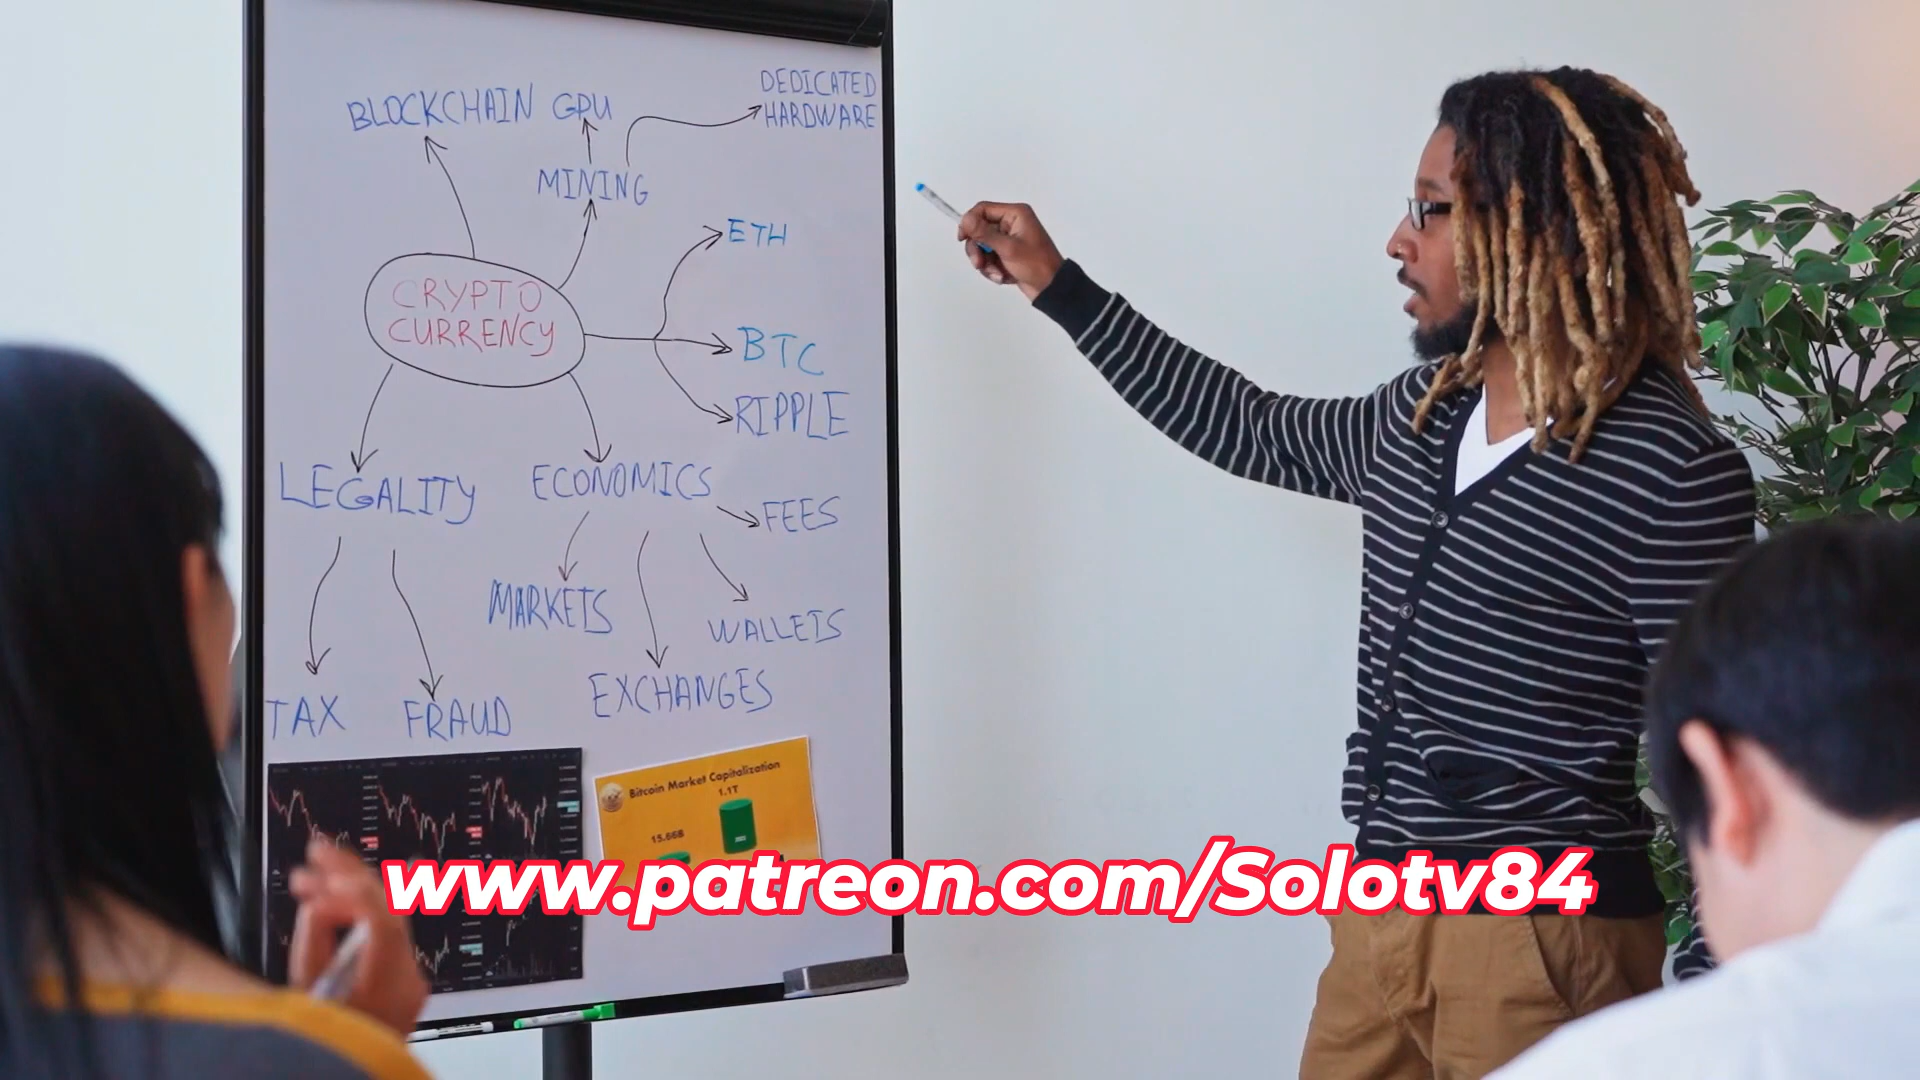 DEDICATED
HARDWARE
BLOCKCHAIN GPU
MINING
ETH
CRYPTO
CURRENCY
BTC
RIPPLE
LEGALITY
ECONOMICS
FEES
MARKETS
WALLETS
EXCHANGES
TAX
FRAUD
Bitcoin Market Capitalization
1.1T
15.66B
www.patreon.com/Solotv84